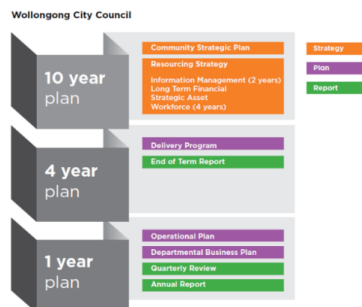 Wollongong City Council
10 year
plan
Community Strategic Plan
Resourcing Strategy
Information Management (2 years)
Long Term Financial
Strategic Asset
Workforce (4 years)
Strategy
Plan
Report
4 year
plan
Delivery Program
End of Term Report
1 year
plan
Operational Plan
Departmental Business Plan
Quarterly Review
Annual Report